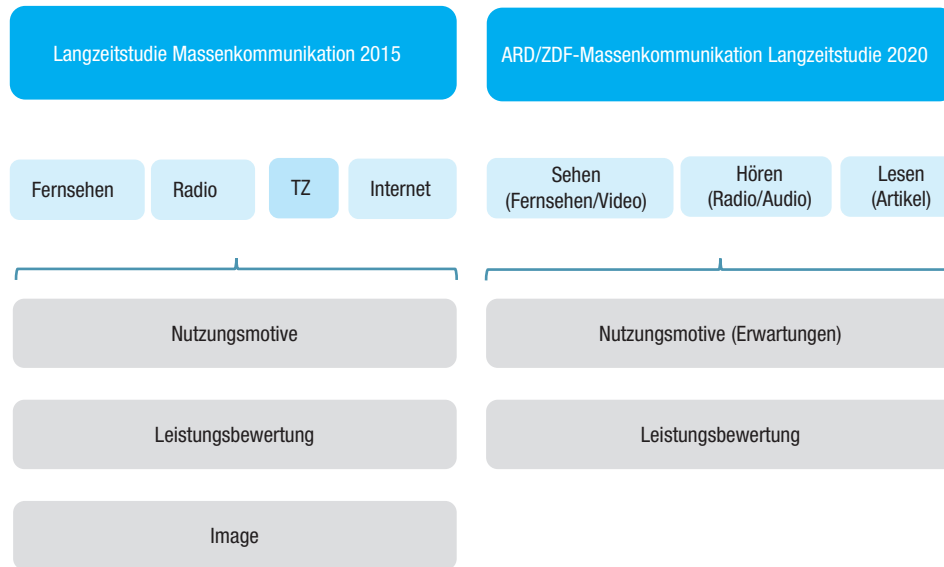 Langzeitstudie Massenkommunikation 2015
ARD/ZDF-Massenkommunikation Langzeitstudie 2020
Fernsehen
Radio
TZ
Internet
Sehen
(Fernsehen/Video)
Hören
(Radio/Audio)
Lesen
(Artikel)
Nutzungsmotive
Nutzungsmotive (Erwartungen)
Leistungsbewertung
Leistungsbewertung
Image